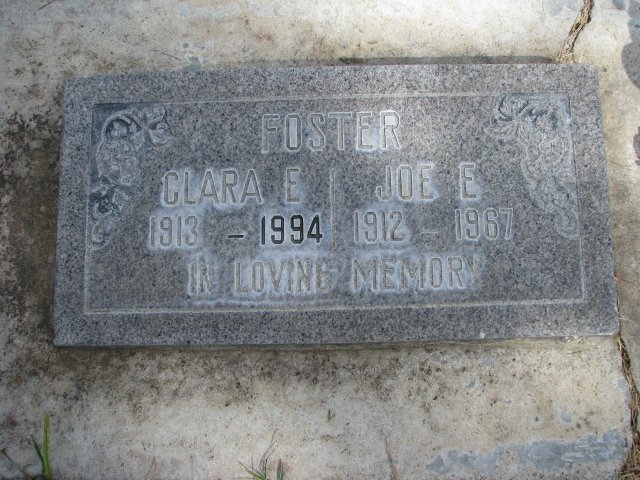 FOSTER
CLARA E JOE E
1913 - 1994 1912 - 1967
IN LOVING MEMORY